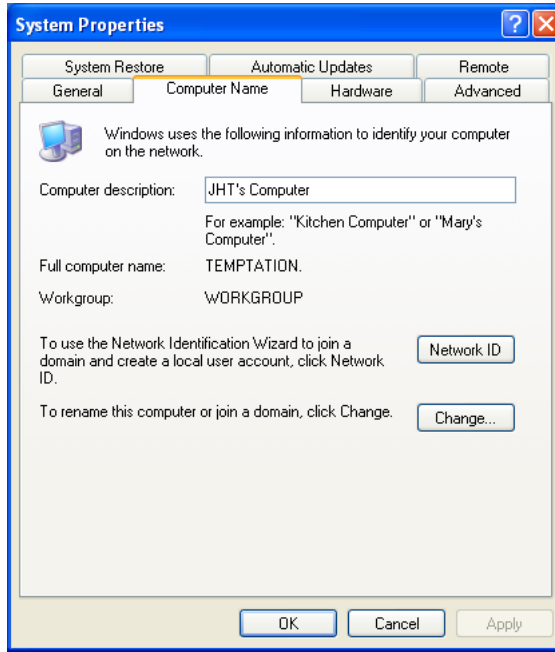 System Properties
System Restore Automatic Updates Remote
General Computer Name Hardware Advanced
Windows uses the following information to identify your computer
on the network.
Computer description: JHT's Computer
For example: "Kitchen Computer" or "Mary's
Computer".
Full computer name: TEMPTATION.
Workgroup: WORKGROUP
To use the Network Identification Wizard to join a
domain and create a local user account, click Network
ID.
Network ID
To rename this computer or join a domain, click Change.
Change...
OK Cancel Apply